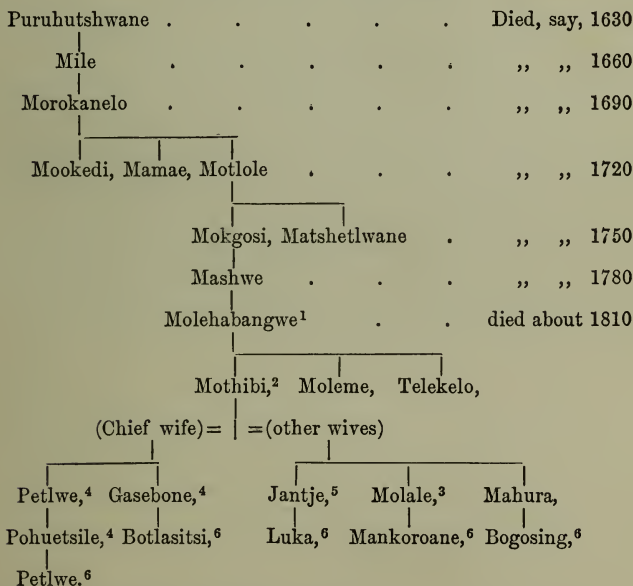 Puruhutshwane . . . . . Died, say, 1630
Mile . . . . . ,, ,, 1660
Morokanelo . . . . ,, ,, 1690
Mookedi, Mamae, Motlole . . . ,, ,, 1720
Mokgosi, Matshetlwane . ,, ,, 1750
Mashwe . . . ,, ,, 1780
Molehabangwe¹ . . died about 1810
Mothibi,² Moleme, Telekelo,
(Chief wife)= =(other wives)
Petlwe,⁴ Gasebone,⁴ Jantje,⁵ Molale,³ Mahura,
Pohuetsile,⁴ Botlasitsi,⁶ Luka,⁶ Mankoroane,⁶ Bogosing,⁶
Petlwe.⁶